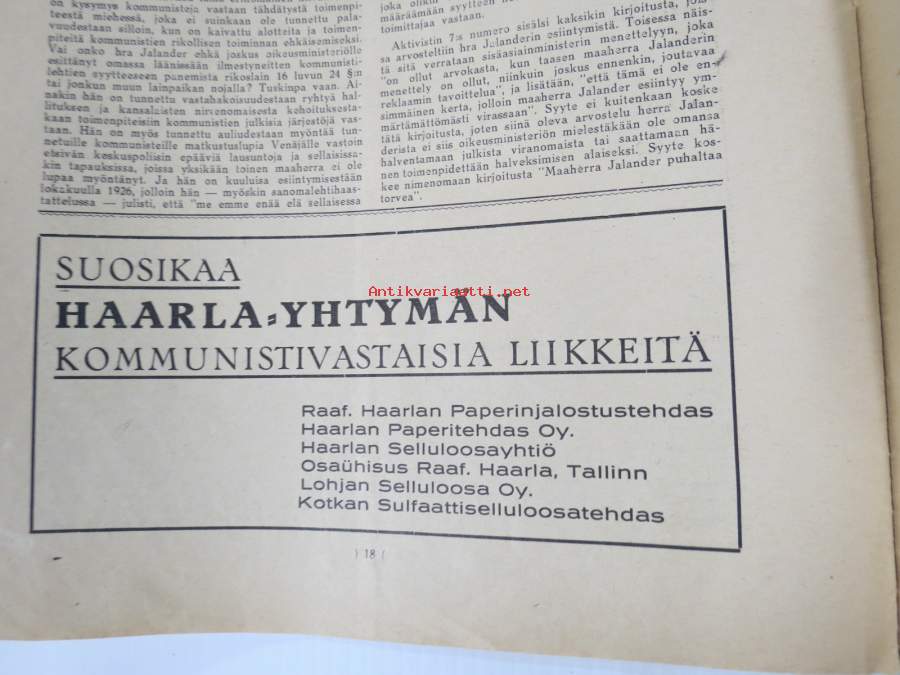 on kysymys kommunisteja vastaan tähdätystä toimenpi-
teestä miehessä, joka ei suinkaan ole tunnettu pala-
vuudestaan silloin, kun on kaivattu alotteita ja toimen-
piteitä kommunistien rikollisen toiminnan ehkäisemiseksi.
Vai onko hra Jalander ehkä joskus oikeusministeriölle
esittänyt omassa läänissään ilmestyneitten kommunisti-
lehtien syytteeseen panemista rikoslain 16 luvun 24 §:n
tai jonkun muun lainpaikan nojalla? Tuskinpa vaan. Ai-
nakin hän on tunnettu vastahakoisuudestaan ryhtyä hal-
lituksen ja kansalaisten nimenomaisesta kehoituksesta-
kaan toimenpiteisiin kommunistien julkisia järjestöjä vas-
taan. Hän on myös tunnettu auliudestaan myöntää tun-
netuille kommunisteille matkustuslupia Venäjälle vastoin
etsivän keskuspoliisin epääviä lausuntoja ja sellaisissa-
kin tapauksissa, joissa yksikään toinen maaherra ei ole
lupaa myöntänyt. Ja hän on kuuluisa esiintymisestään
lokakuulla 1926, jolloin hän — myöskin sanomalehtihaas-
tattelussa — julisti, että "me emme enää elä sellaisessa
joka olikin
määräämään syytteen
toimittajaa vastaan.
Aktivistin 7:s numero sisälsi kaksikin kirjoitusta, jois-
sa arvosteltiin hra Jalanderin esiintymistä. Toisessa näis-
tä sitä verrataan sisäasiainministerin menettelyyn, joka
"on ollut arvokasta, kun taasen maaherra Jalanderin
menettely on ollut, niinkuin joskus ennenkin, joutavaa
reklaamin tavoittelua", ja lisätään, "että tämä ei ole en-
simmäinen kerta, jolloin maaherra Jalander esiintyy ym-
märtämättömästi virassaan". Syyte ei kuitenkaan koske
tätä kirjoitusta, joten siinä oleva arvostelu herra Jalan-
derista ei siis oikeusministeriön mielestäkään ole omansa
halventamaan julkista viranomaista tai saattamaan hä-
nen toimenpidettään halveksimisen alaiseksi. Syyte kos-
kee nimenomaan kirjoitusta "Maaherra Jalander puhaltaa
torvea".
SUOSIKAA
Antikvariaatti.net
HAARLA-YHTYMÄN
KOMMUNISTIVASTAISIA LIIKKEITÄ
Raaf. Haarlan Paperinjalostustehdas
Haarlan Paperitehdas Oy.
Haarlan Selluloosayhtiö
Osaühisus Raaf. Haarla, Tallinn
Lohjan Selluloosa Oy.
Kotkan Sulfaattiselluloosatehdas
) 18 (